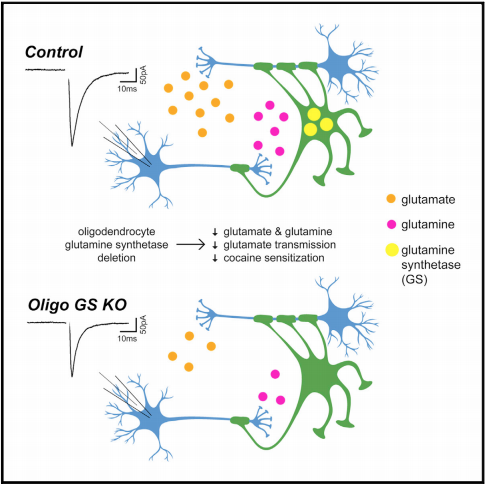 Control
50pA
10ms
glutamate
glutamine
glutamine
synthetase
(GS)
oligodendrocyte
glutamine synthetase
deletion
↓ glutamate & glutamine
↓ glutamate transmission
↓ cocaine sensitization
Oligo GS KO
50pA
10ms